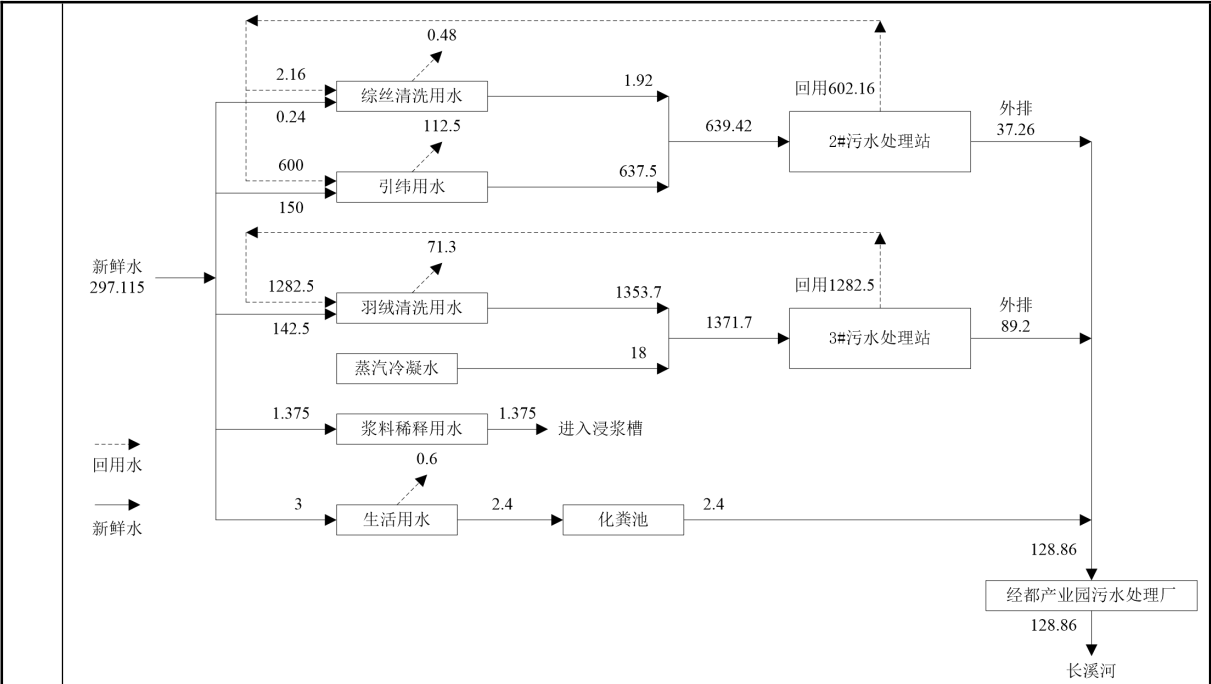 0.48
2.16
综丝清洗用水
1.92
回用602.16
0.24
外排
37.26
112.5
639.42
2#污水处理站
600
引纬用水
637.5
150
新鲜水
297.115
71.3
1282.5
羽绒清洗用水
1353.7
回用1282.5
142.5
外排
89.2
1371.7
3#污水处理站
蒸汽冷凝水
18
1.375
浆料稀释用水
1.375
进入浸浆槽
回用水
0.6
3
生活用水
2.4
化粪池
2.4
新鲜水
128.86
经都产业园污水处理厂
128.86
长溪河